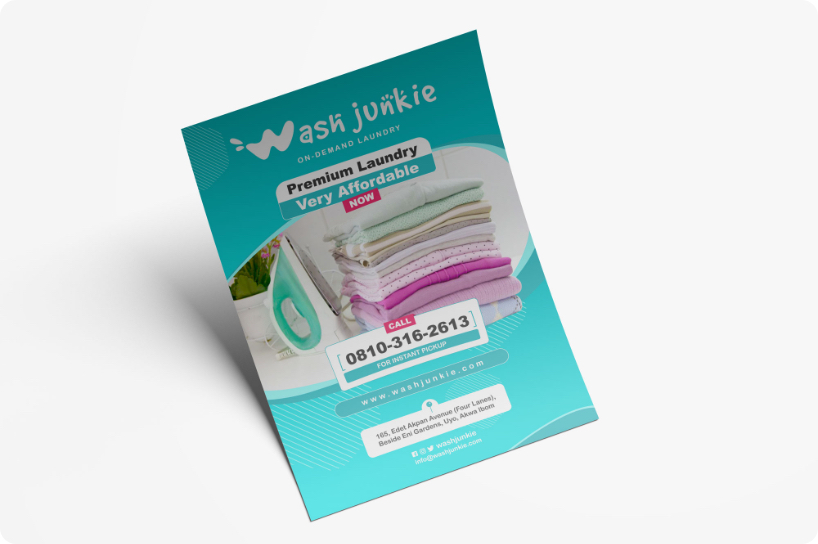 Wash junkie
ON-DEMAND LAUNDRY
Premium Laundry
Very Affordable
NOW
CALL
0810-316-2613
FOR INSTANT PICKUP
www.washjunkie.com
165, Edet Akpan Avenue (Four Lanes),
Beside Eni Gardens, Uyo, Akwa Ibom
washjunkie
info@washjunkie.com